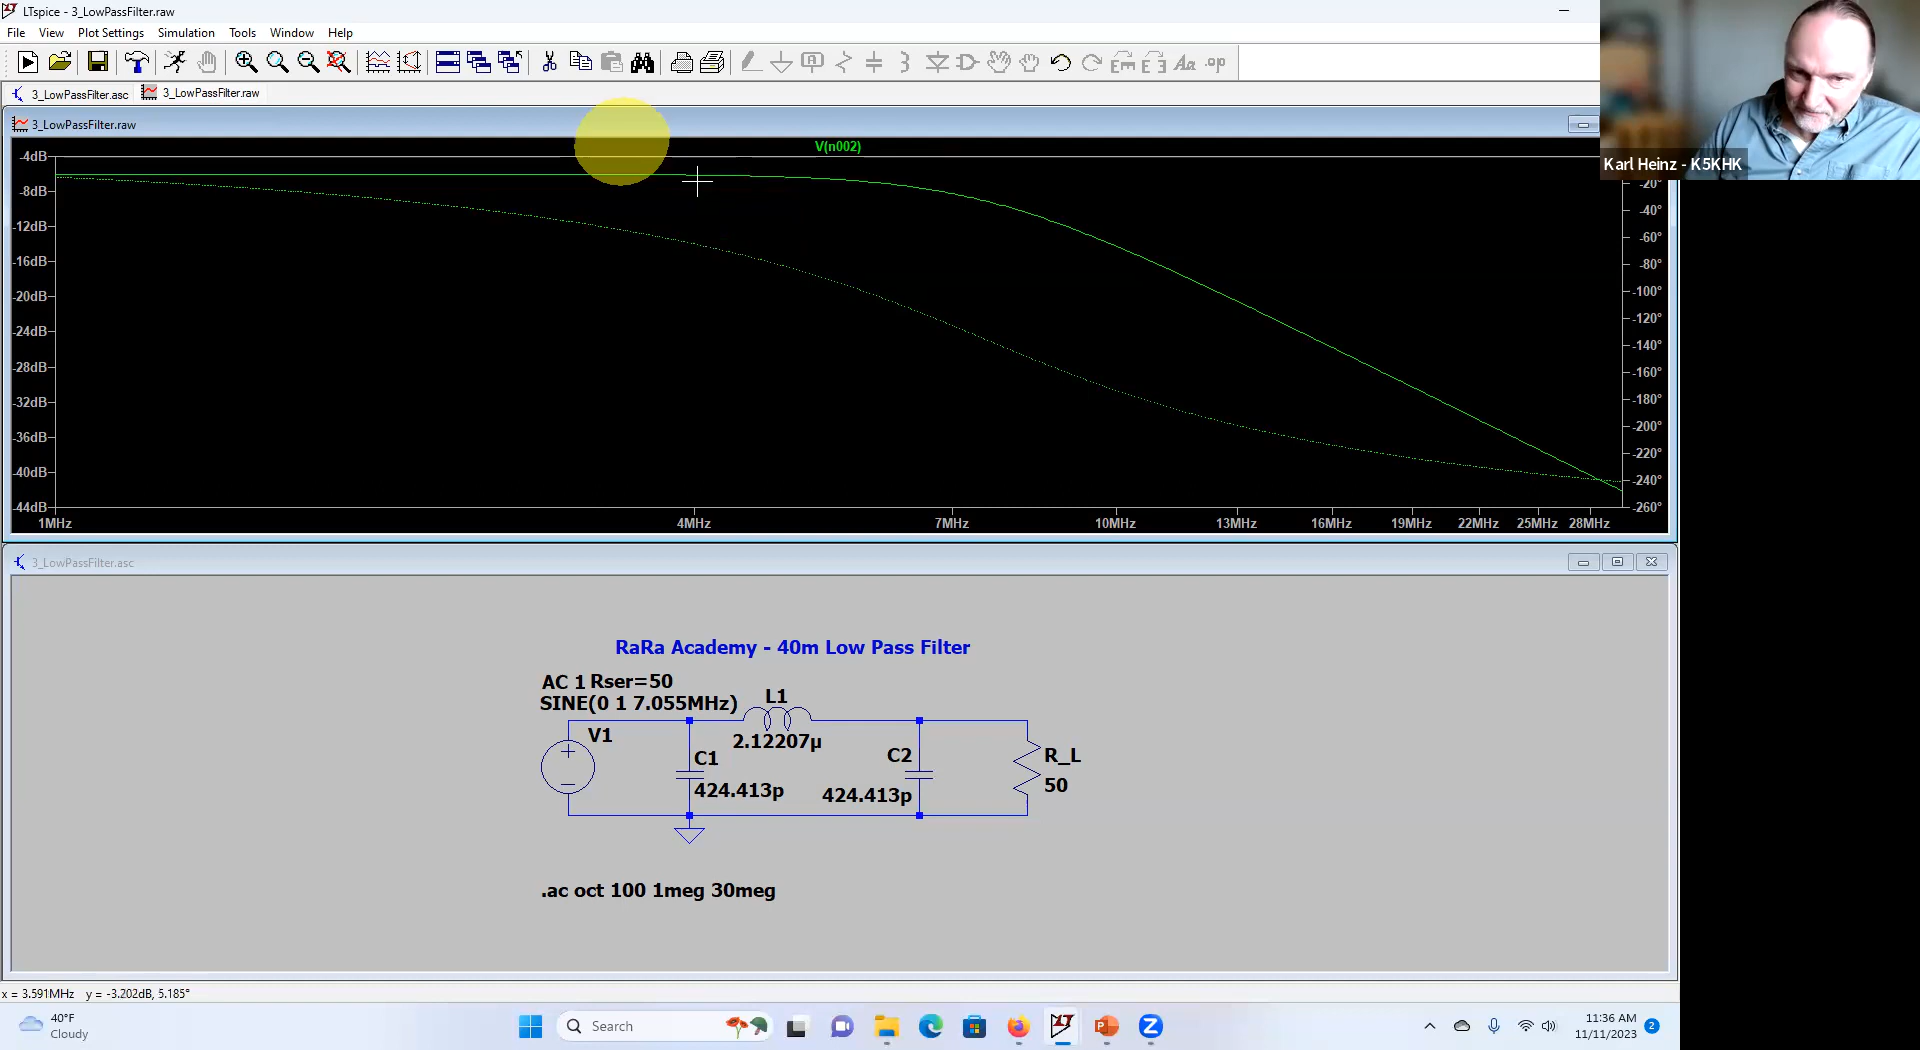 LTspice - 3_LowPassFilter.raw
File View Plot Settings Simulation Tools Window Help
3_LowPassFilter.asc 3_LowPassFilter.raw
3_LowPassFilter.raw
Karl Heinz - K5KHK
V(n002)
-4dB
-8dB
-12dB
-16dB
-20dB
-24dB
-28dB
-32dB
-36dB
-40dB
-44dB
-20°
-40°
-60°
-80°
-100°
-120°
-140°
-160°
-180°
-200°
-220°
-240°
-260°
1MHz 4MHz 7MHz 10MHz 13MHz 16MHz 19MHz 22MHz 25MHz 28MHz
3_LowPassFilter.asc
RaRa Academy - 40m Low Pass Filter
AC 1 Rser=50
SINE(0 1 7.055MHz)
L1
2.12207µ
V1
C1
424.413p
C2
424.413p
R_L
50
.ac oct 100 1meg 30meg
x = 3.591MHz y = -3.202dB, 5.185°
40°F
Cloudy
Search
11:36 AM
11/11/2023
2